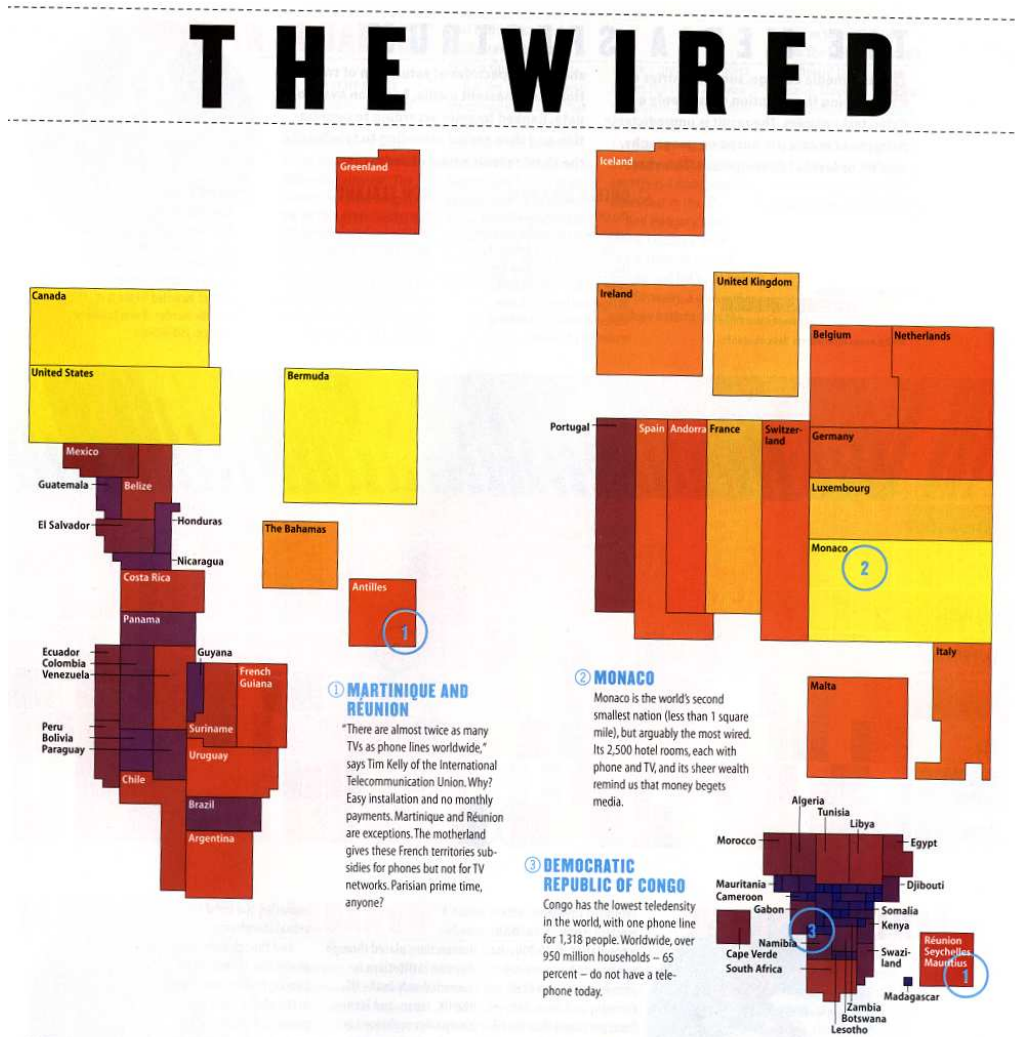 THE WIRED
Greenland
Iceland
Canada
United States
Bermuda
Ireland
United Kingdom
Belgium
Netherlands
Portugal
Spain
Andorra
France
Switzer-
land
Germany
Luxembourg
Monaco
2
Mexico
Guatemala
Belize
El Salvador
Honduras
Nicaragua
The Bahamas
Costa Rica
Antilles
1
Panama
Ecuador
Colombia
Venezuela
Guyana
French
Guiana
Suriname
Peru
Bolivia
Paraguay
Uruguay
Chile
Brazil
Argentina
Italy
Malta
1 MARTINIQUE AND
RÉUNION
"There are almost twice as many
TVs as phone lines worldwide,"
says Tim Kelly of the International
Telecommunication Union. Why?
Easy installation and no monthly
payments. Martinique and Réunion
are exceptions. The motherland
gives these French territories sub-
sidies for phones but not for TV
networks. Parisian prime time,
anyone?
2 MONACO
Monaco is the world's second
smallest nation (less than 1 square
mile), but arguably the most wired.
Its 2,500 hotel rooms, each with
phone and TV, and its sheer wealth
remind us that money begets
media.
3 DEMOCRATIC
REPUBLIC OF CONGO
Congo has the lowest teledensity
in the world, with one phone line
for 1,318 people. Worldwide, over
950 million households – 65
percent – do not have a tele-
phone today.
Algeria
Tunisia
Libya
Morocco
Egypt
Mauritania
Cameroon
Djibouti
Gabon
Somalia
3
Kenya
Namibia
Cape Verde
Swazi-
land
South Africa
Réunion
Seychelles
Mauritius
1
Madagascar
Zambia
Botswana
Lesotho